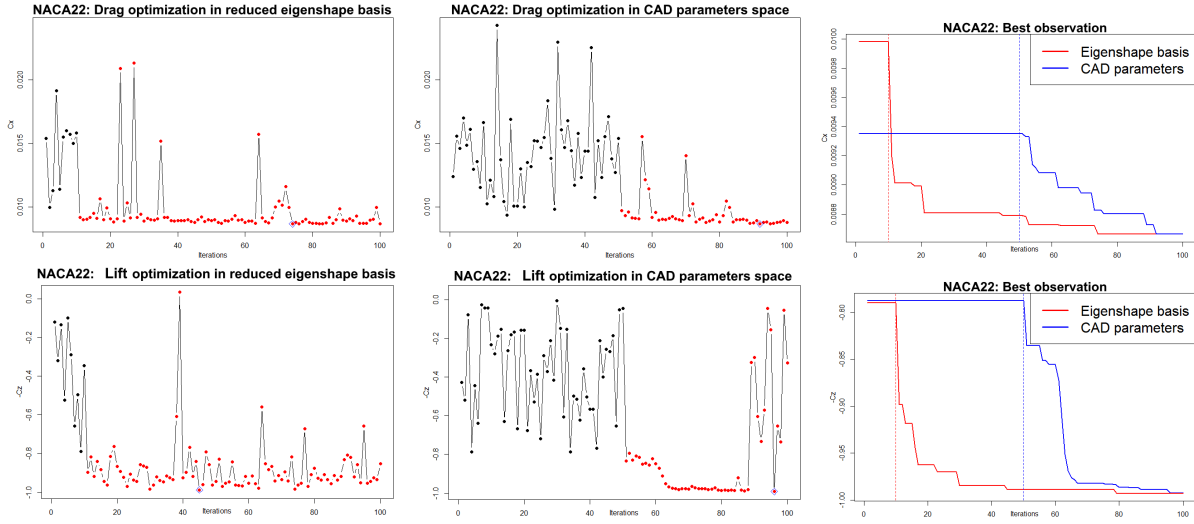 NACA22: Drag optimization in reduced eigenshape basis
Cx
0.020
0.015
0.010
0 20 40 60 80 100
Iterations
NACA22: Drag optimization in CAD parameters space
Cx
0.020
0.015
0.010
0 20 40 60 80 100
Iterations
NACA22: Best observation
Eigenshape basis
CAD parameters
Cx
0.0100
0.0098
0.0096
0.0094
0.0092
0.0090
0.0088
0 20 40 Iterations 60 80 100
NACA22: Lift optimization in reduced eigenshape basis
-Cz
0.0
-0.2
-0.4
-0.6
-0.8
-1.0
0 20 40 60 80 100
Iterations
NACA22: Lift optimization in CAD parameters space
-Cz
0.0
-0.2
-0.4
-0.6
-0.8
-1.0
0 20 40 60 80 100
Iterations
NACA22: Best observation
Eigenshape basis
CAD parameters
-Cz
-0.80
-0.85
-0.90
-0.95
-1.00
0 20 40 Iterations 60 80 100